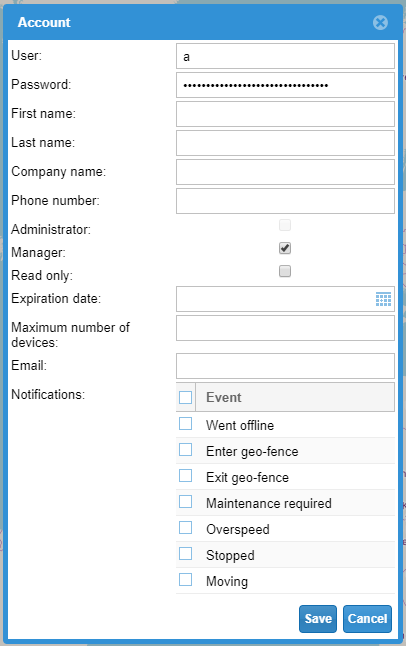 Account
User:
a
Password:
••••••••••••••••••••••••••••••••
First name:
Last name:
Company name:
Phone number:
Administrator:
Manager:
Read only:
Expiration date:
Maximum number of
devices:
Email:
Notifications:
Event
Went offline
Enter geo-fence
Exit geo-fence
Maintenance required
Overspeed
Stopped
Moving
Save Cancel